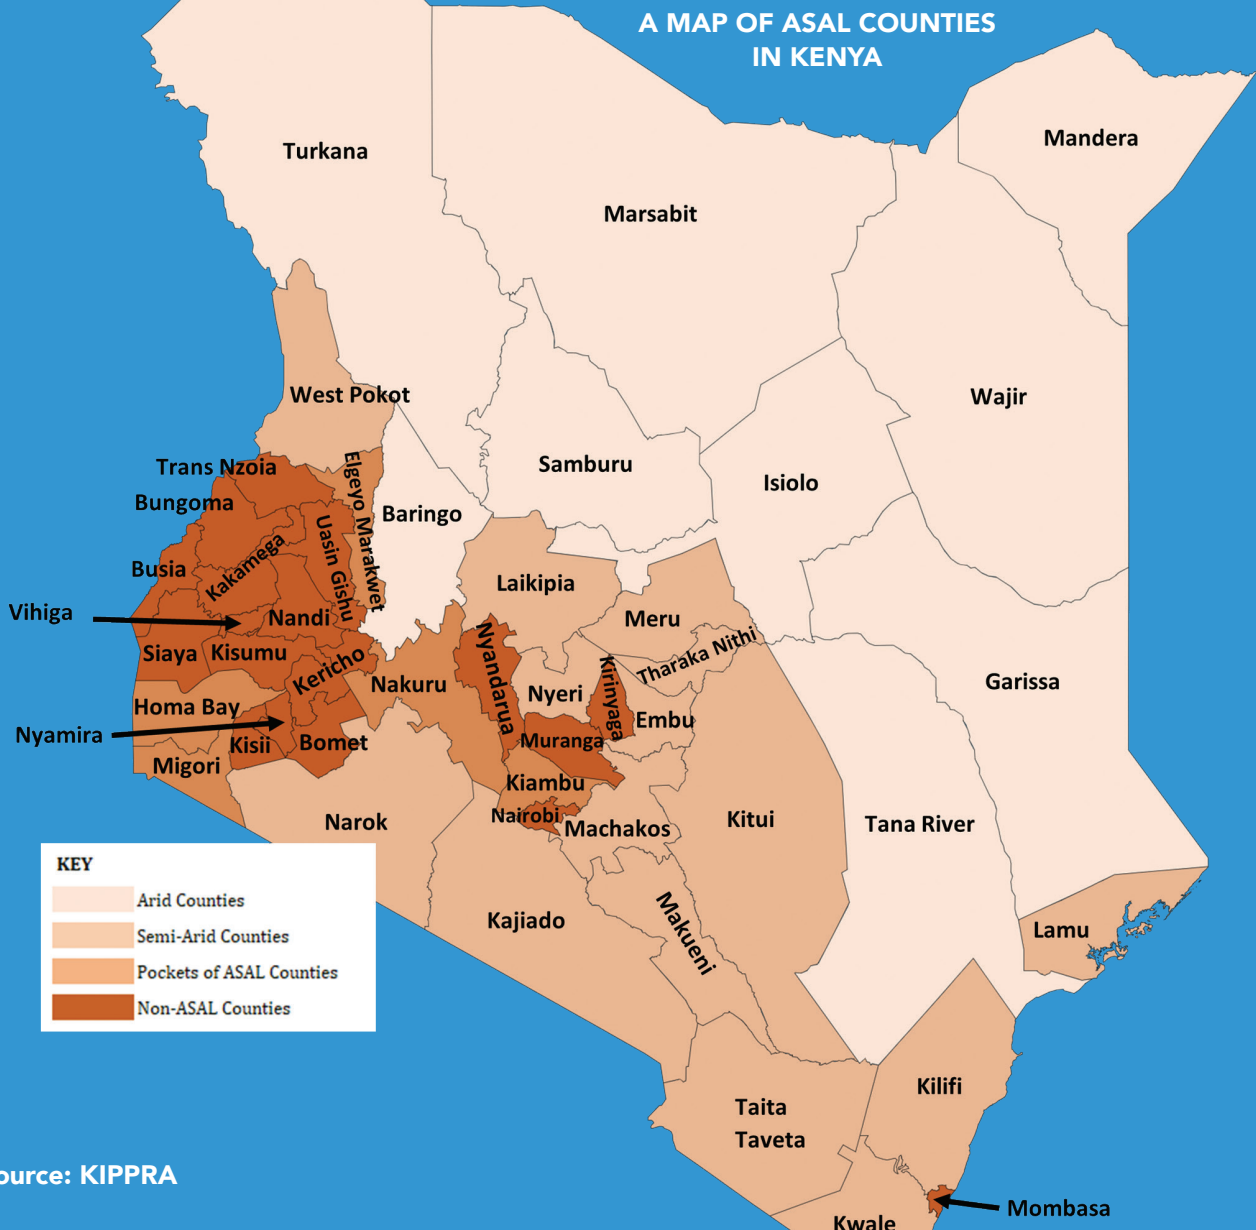 A MAP OF ASAL COUNTIES
IN KENYA
Mandera
Turkana
Marsabit
West Pokot
Wajir
Trans Nzoia
Elgeyo Marakwet
Samburu
Isiolo
Bungoma
Baringo
Uasin Gishu
Kakamega
Busia
Laikipia
Vihiga
Nandi
Meru
Siaya
Kisumu
Kericho
Nyandarua
Tharaka Nithi
Nakuru
Nyeri
Kirinyaga
Garissa
Homa Bay
Embu
Nyamira
Kisii
Bomet
Muranga
Migori
Kiambu
Nairobi
Narok
Machakos
Kitui
Tana River
KEY
Arid Counties
Semi-Arid Counties
Pockets of ASAL Counties
Non-ASAL Counties
Kajiado
Makueni
Lamu
Kilifi
Taita
Taveta
ource: KIPPRA
Mombasa
Kwale